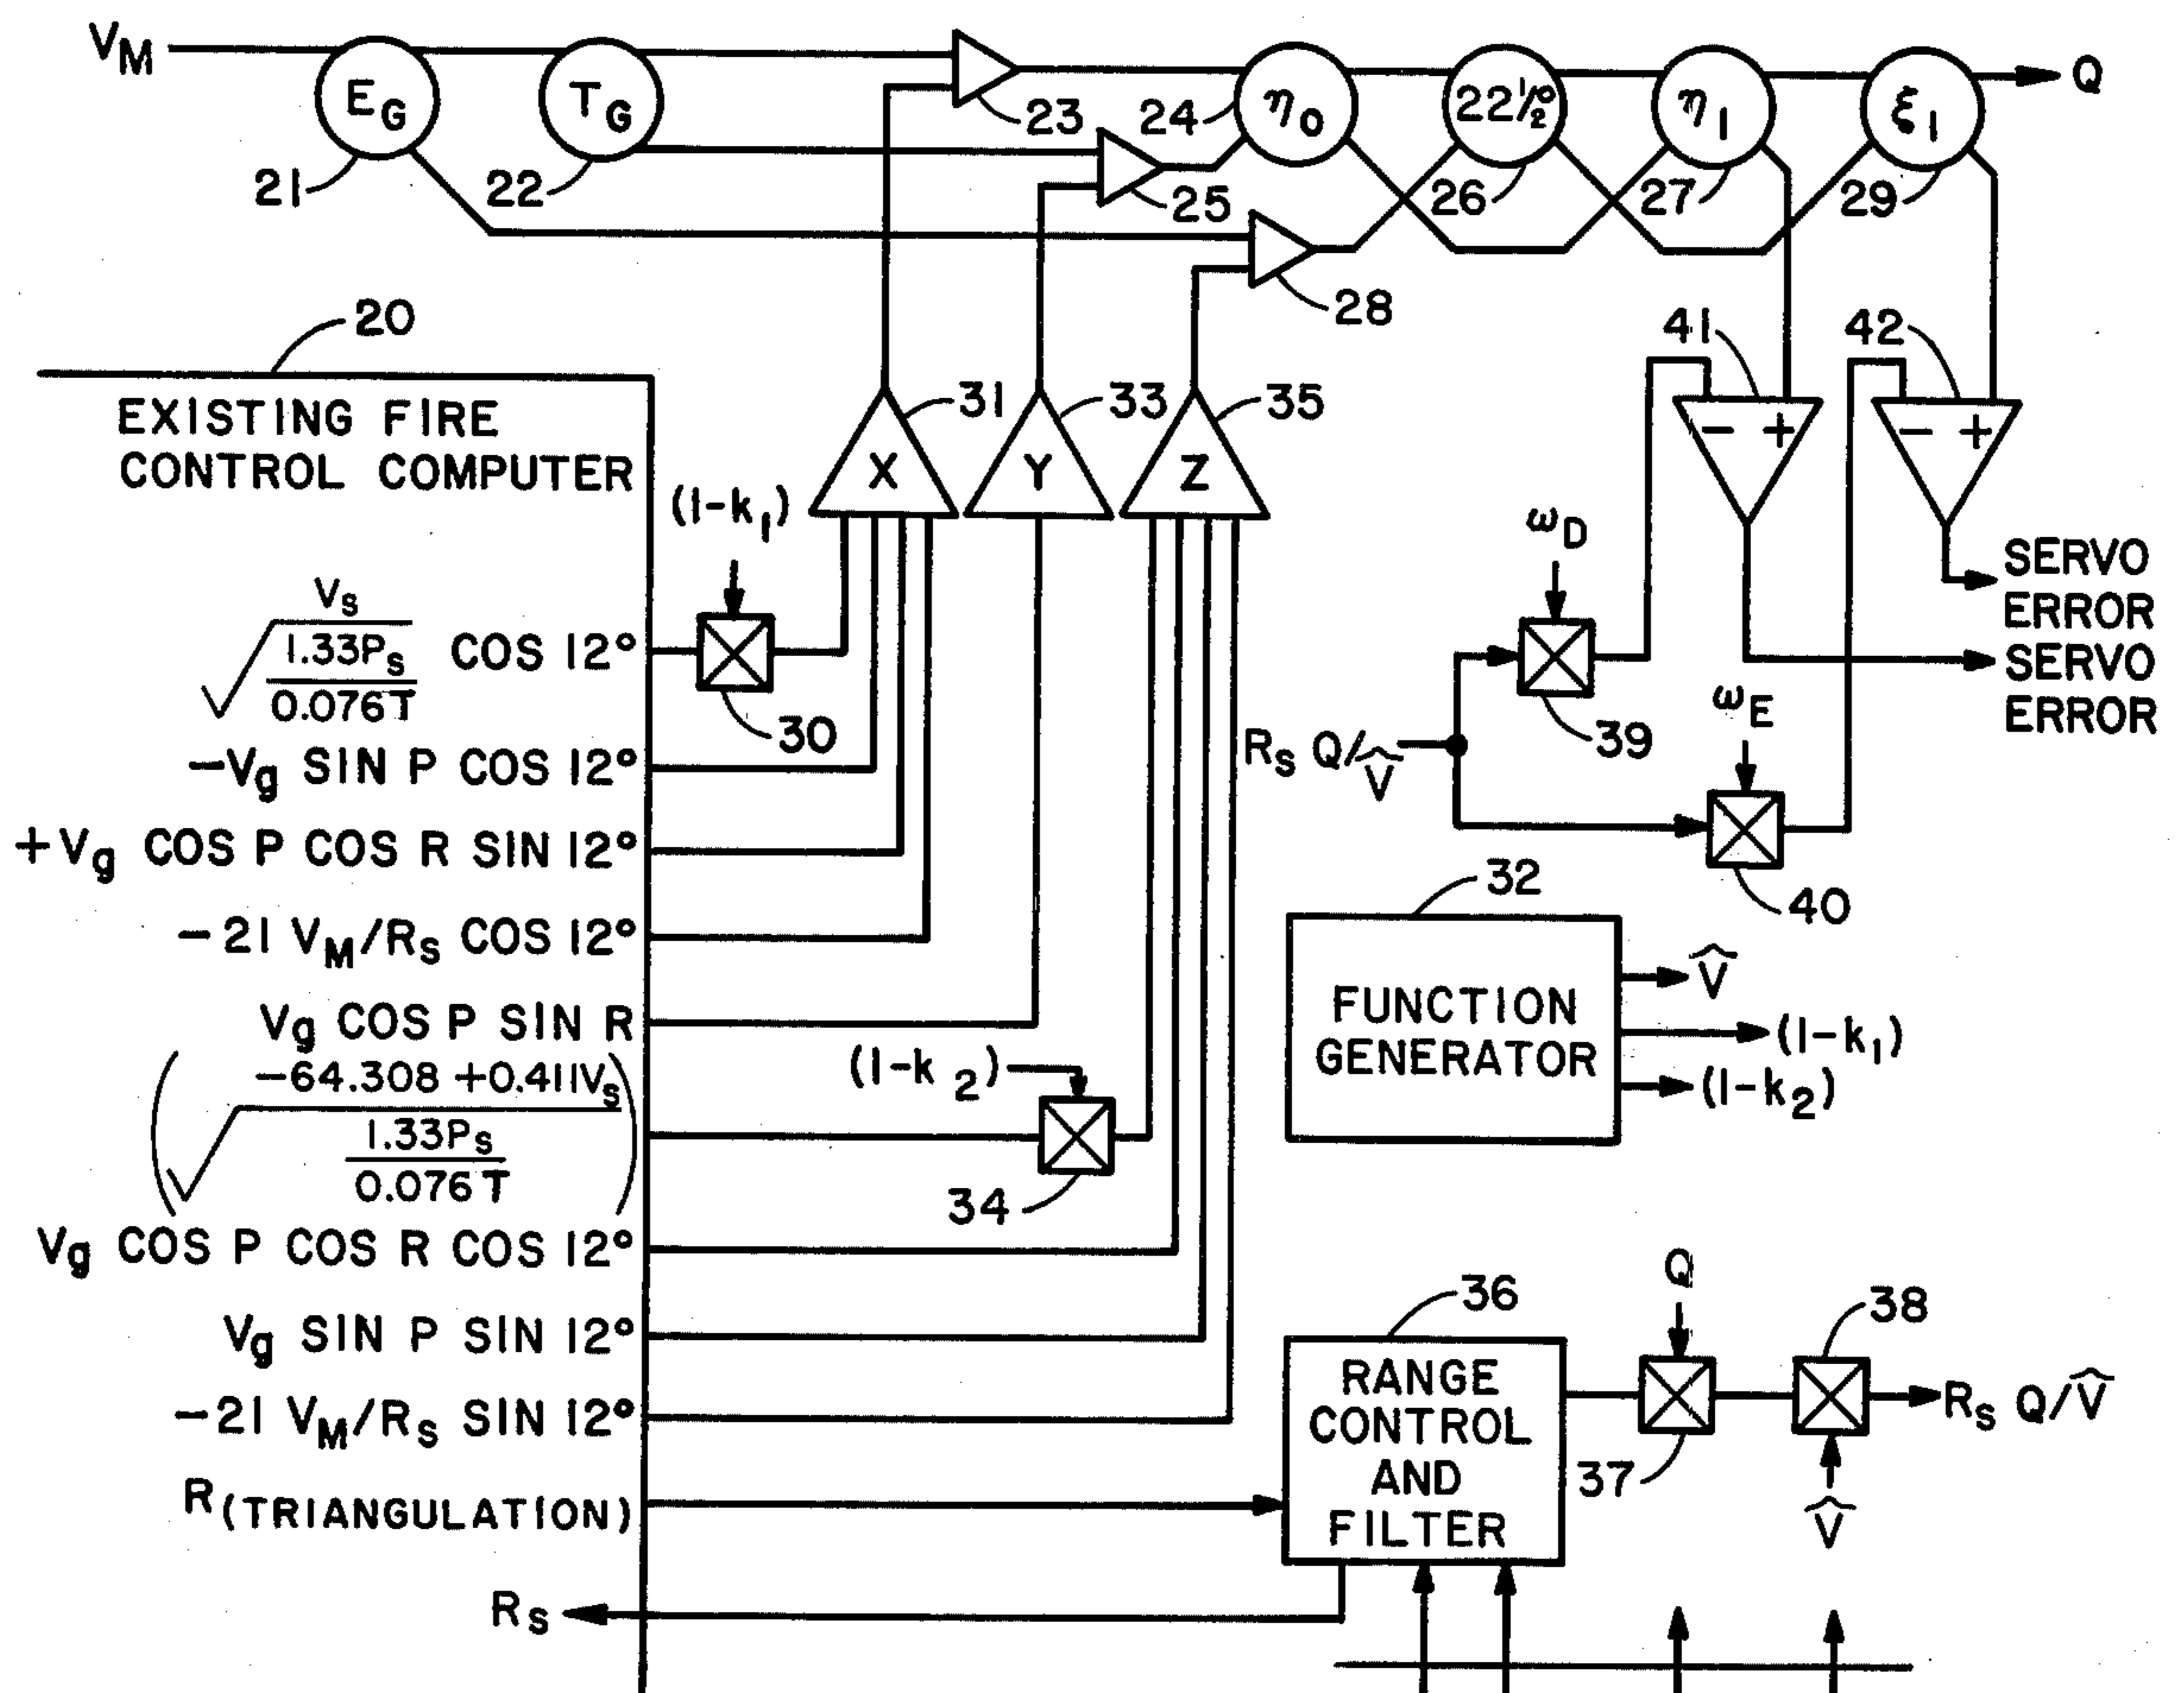 V_M
E_G
T_G
23
24
η_0
22½°
η_1
ξ_1
Q
21
22
25
26
27
29
28
20
41
42
EXISTING FIRE
CONTROL COMPUTER
31
33
35
X
Y
Z
- +
- +
(1-k_1)
ω_D
SERVO
ERROR
SERVO
ERROR
V_s
√ 1.33P_s
0.076T
COS 12°
30
39
ω_E
R_s Q/V̂
-V_g SIN P COS 12°
+V_g COS P COS R SIN 12°
32
40
-21 V_M/R_s COS 12°
FUNCTION
GENERATOR
V̂
(1-k_1)
(1-k_2)
V_g COS P SIN R
(1-k_2)
(-64.308 +0.411V_s
√ 1.33P_s
0.076T)
34
V_g COS P COS R COS 12°
Q
36
38
V_g SIN P SIN 12°
RANGE
CONTROL
AND
FILTER
R_s Q/V̂
-21 V_M/R_s SIN 12°
37
V̂
R(TRIANGULATION)
R_s